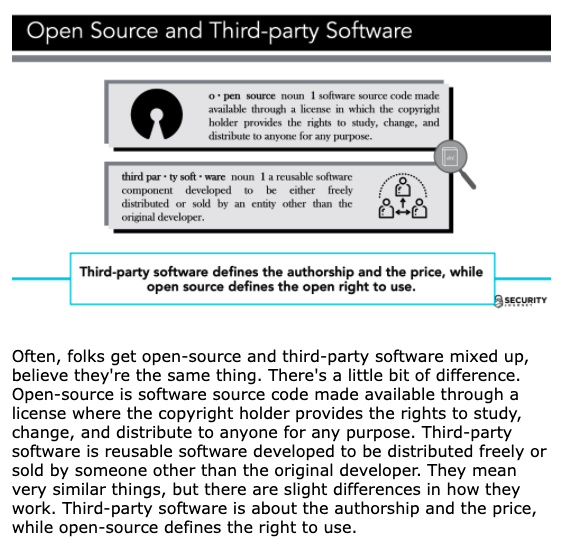 Open Source and Third-party Software
o • pen source noun 1 software source code made
available through a license in which the copyright
holder provides the rights to study, change, and
distribute to anyone for any purpose.
third par • ty soft • ware noun 1 a reusable software
component developed to be either freely
distributed or sold by an entity other than the
original developer.
Third-party software defines the authorship and the price, while
open source defines the open right to use.
SECURITY
JOURNEY
Often, folks get open-source and third-party software mixed up,
believe they're the same thing. There's a little bit of difference.
Open-source is software source code made available through a
license where the copyright holder provides the rights to study,
change, and distribute to anyone for any purpose. Third-party
software is reusable software developed to be distributed freely or
sold by someone other than the original developer. They mean
very similar things, but there are slight differences in how they
work. Third-party software is about the authorship and the price,
while open-source defines the right to use.